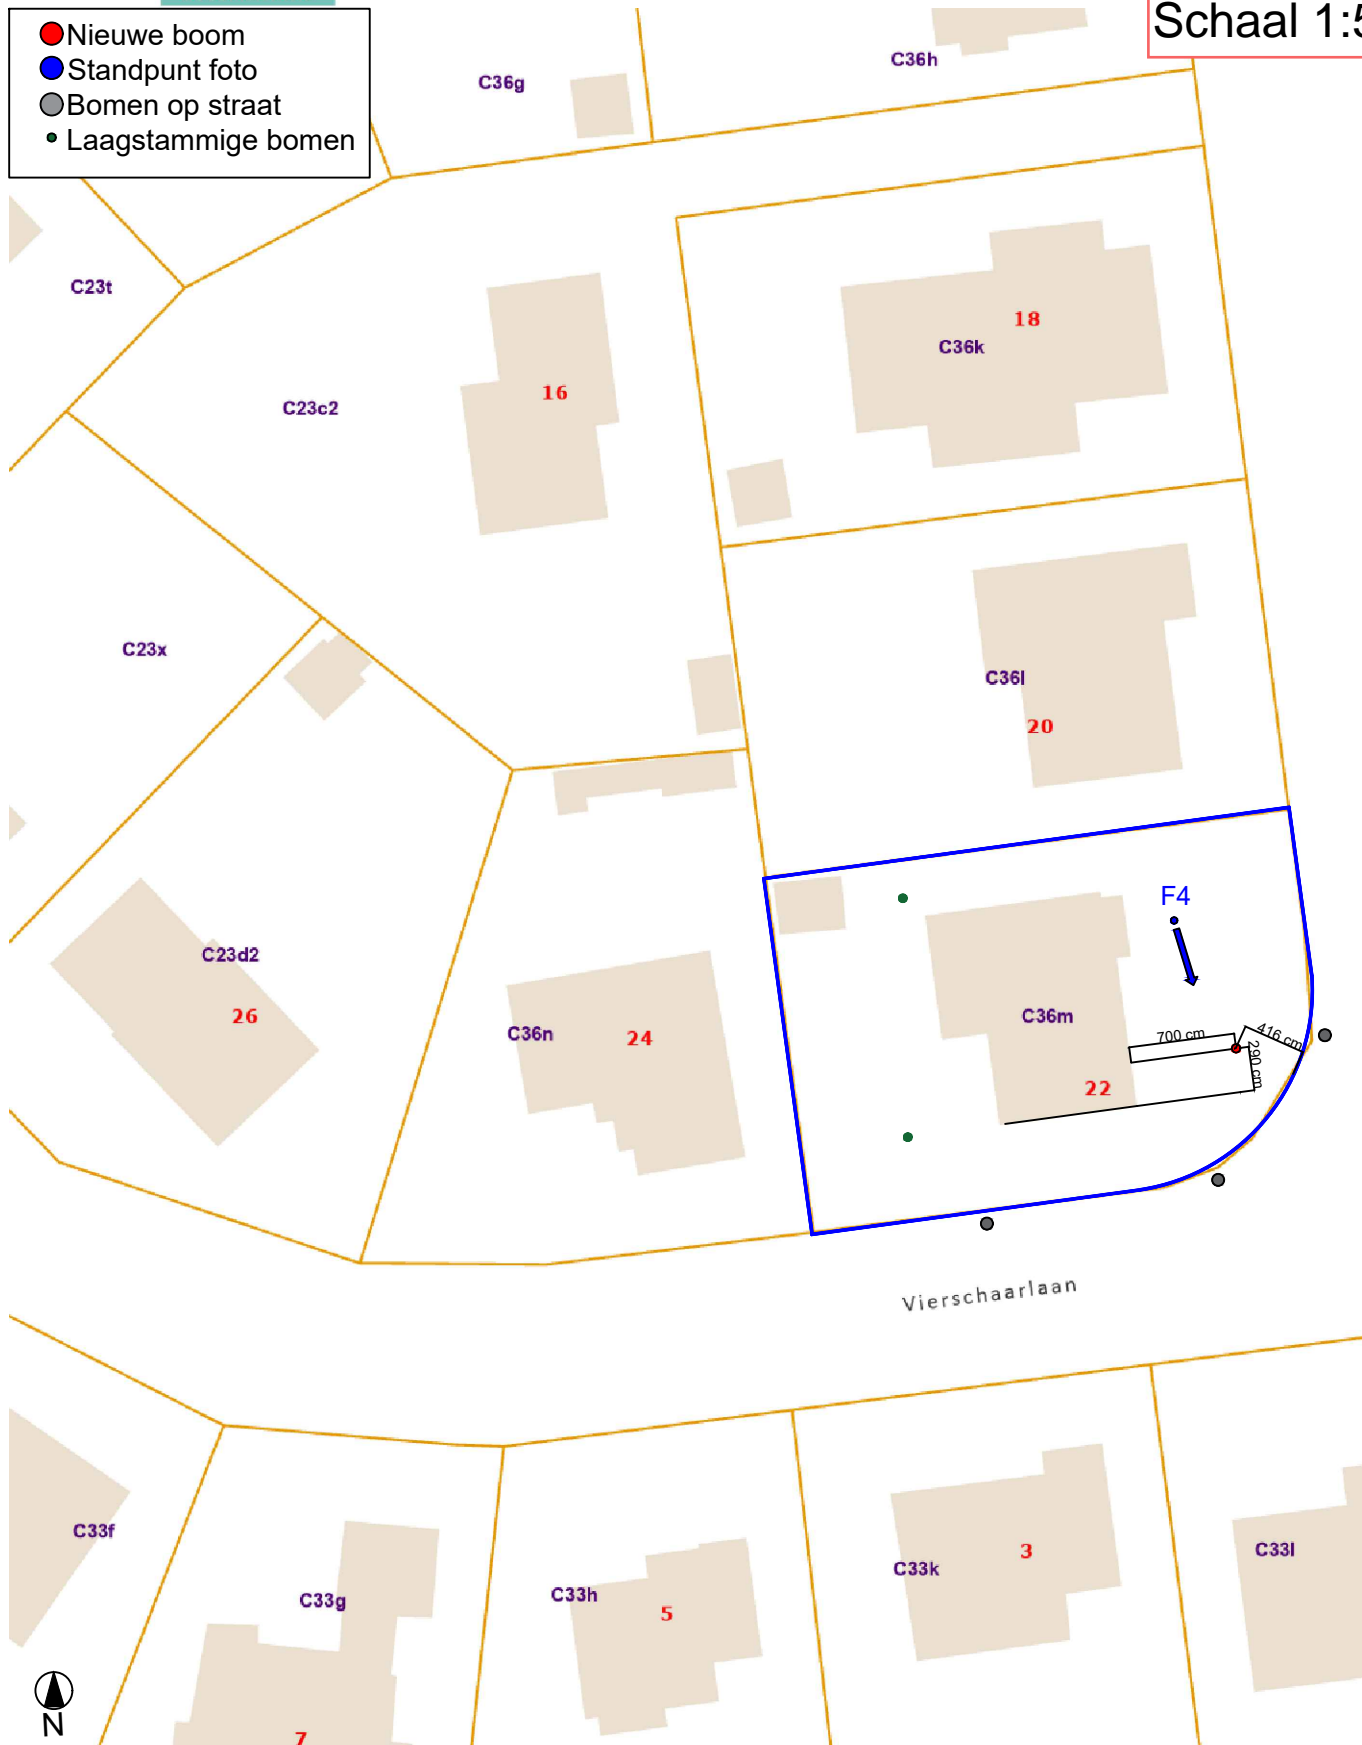 Nieuwe boom
Standpunt foto
Bomen op straat
Laagstammige bomen
Schaal 1:5
C36g
C36h
C23t
18
C36k
16
C23c2
C23x
C36l
20
F4
C23d2
26
C36n
24
C36m
22
700 cm
416 cm
290 cm
Vierschaarlaan
C33f
C33g
7
C33h
5
C33k
3
C33l
N